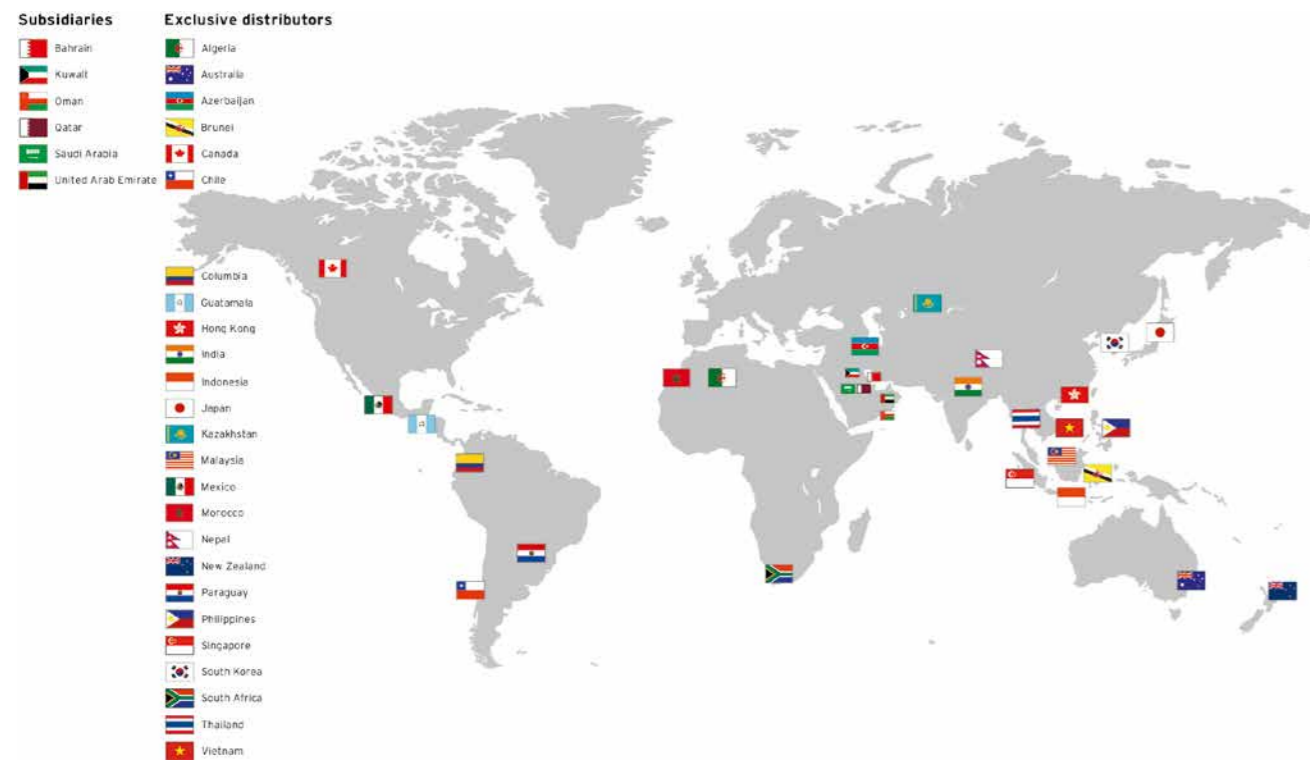 Subsidiaries
Bahrain
Kuwait
Oman
Qatar
Saudi Arabia
United Arab Emirate
Exclusive distributors
Algeria
Australia
Azerbaijan
Brunei
Canada
Chile
Columbia
Guatamala
Hong Kong
India
Indonesia
Japan
Kazakhstan
Malaysia
Mexico
Morocco
Nepal
New Zealand
Paraguay
Philippines
Singapore
South Korea
South Africa
Thailand
Vietnam